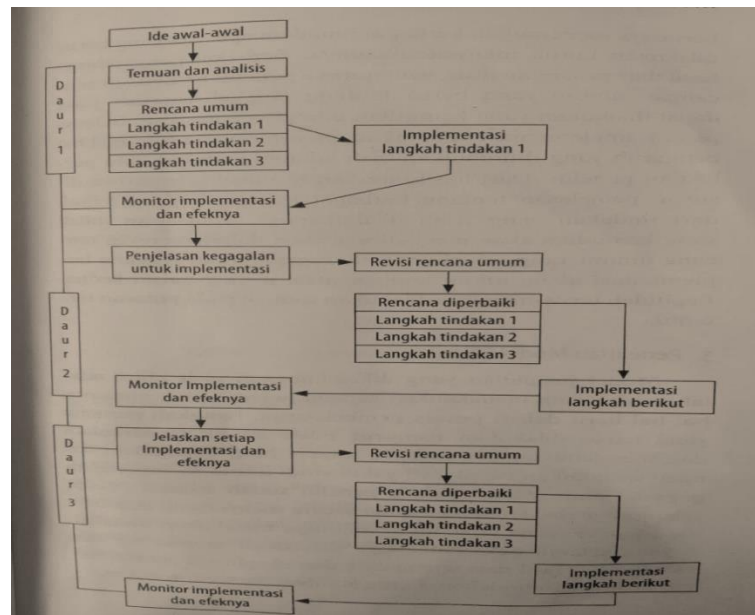 Ide awal-awal
Temuan dan analisis
Daur 1
Rencana umum
Langkah tindakan 1
Langkah tindakan 2
Langkah tindakan 3
Implementasi
langkah tindakan 1
Monitor implementasi
dan efeknya
Penjelasan kegagalan
untuk implementasi
Revisi rencana umum
Daur 2
Rencana diperbaiki
Langkah tindakan 1
Langkah tindakan 2
Langkah tindakan 3
Implementasi
langkah berikut
Monitor Implementasi
dan efeknya
Daur 3
Jelaskan setiap
Implementasi dan
efeknya
Revisi rencana umum
Rencana diperbaiki
Langkah tindakan 1
Langkah tindakan 2
Langkah tindakan 3
Implementasi
langkah berikut
Monitor implementasi
dan efeknya